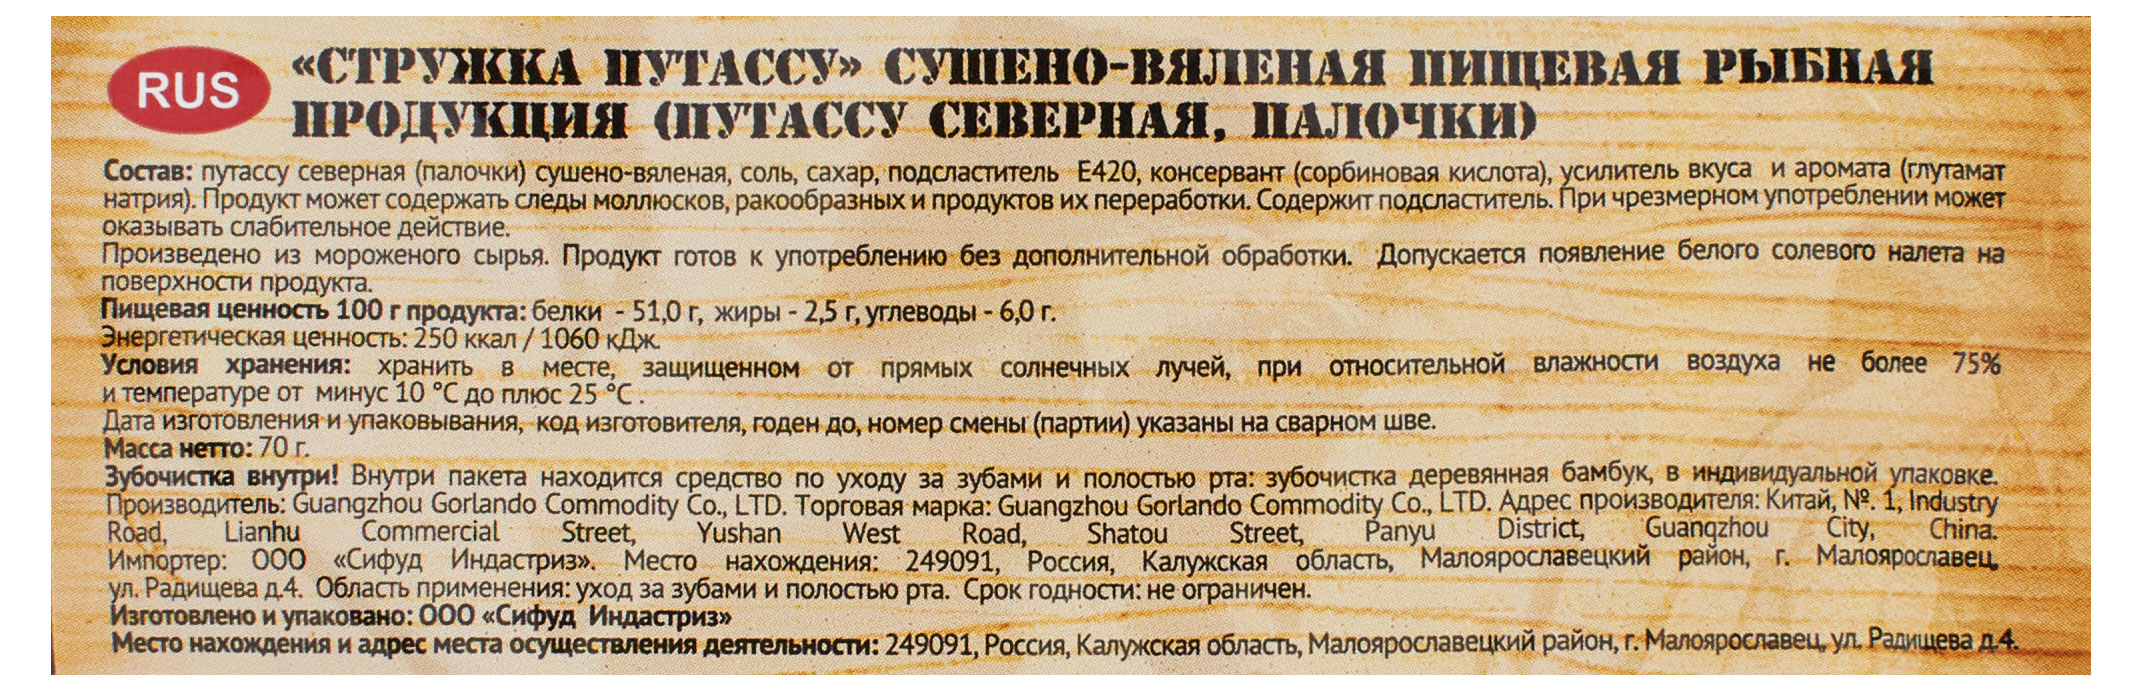 RUS
«СТРУЖКА ПУТАССУ» СУШЕНО-ВЯЛЕНАЯ ПИЩЕВАЯ РЫБНАЯ
ПРОДУКЦИЯ (ПУТАССУ СЕВЕРНАЯ, ПАЛОЧКИ)
Состав: путассу северная (палочки) сушено-вяленая, соль, сахар, подсластитель Е420, консервант (сорбиновая кислота), усилитель вкуса и аромата (глутамат
натрия). Продукт может содержать следы моллюсков, ракообразных и продуктов их переработки. Содержит подсластитель. При чрезмерном употреблении может
оказывать слабительное действие.
Произведено из мороженого сырья. Продукт готов к употреблению без дополнительной обработки. Допускается появление белого солевого налета на
поверхности продукта.
Пищевая ценность 100 г продукта: белки - 51,0 г, жиры - 2,5 г, углеводы - 6,0 г.
Энергетическая ценность: 250 ккал / 1060 кДж.
Условия хранения: хранить в месте, защищенном от прямых солнечных лучей, при относительной влажности воздуха не более 75%
и температуре от минус 10 °С до плюс 25 °С .
Дата изготовления и упаковывания, код изготовителя, годен до, номер смены (партии) указаны на сварном шве.
Масса нетто: 70 г.
Зубочистка внутри! Внутри пакета находится средство по уходу за зубами и полостью рта: зубочистка деревянная бамбук, в индивидуальной упаковке.
Производитель: Guangzhou Gorlando Commodity Co., LTD. Торговая марка: Guangzhou Gorlando Commodity Co., LTD. Адрес производителя: Китай, №. 1, Industry
Road, Lianhu Commercial Street, Yushan West Road, Shatou Street, Panyu District, Guangzhou City, China.
Импортер: ООО «Сифуд Индастриз». Место нахождения: 249091, Россия, Калужская область, Малоярославецкий район, г. Малоярославец,
ул. Радищева д.4. Область применения: уход за зубами и полостью рта. Срок годности: не ограничен.
Изготовлено и упаковано: ООО «Сифуд Индастриз»
Место нахождения и адрес места осуществления деятельности: 249091, Россия, Калужская область, Малоярославецкий район, г. Малоярославец, ул. Радищева д.4.